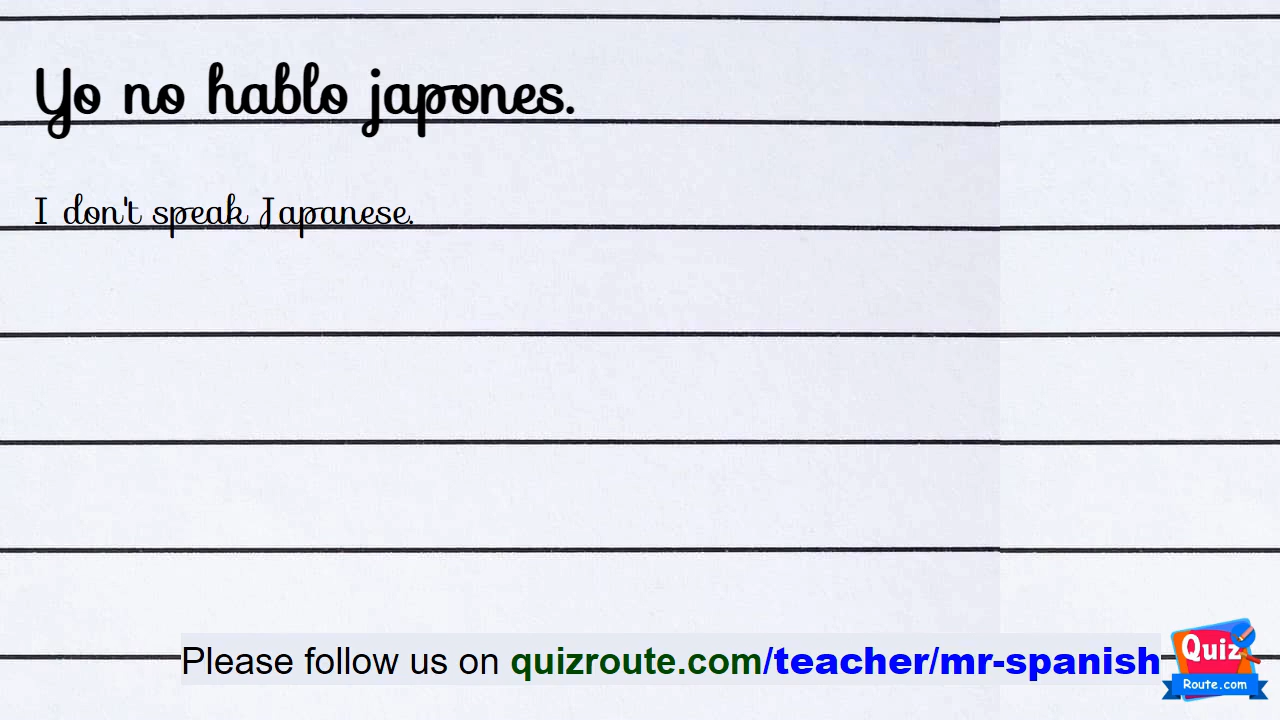 Yo no hablo japones.
I don't speak Japanese.
Please follow us on quizroute.com/teacher/mr-spanish
Quiz
Route.com